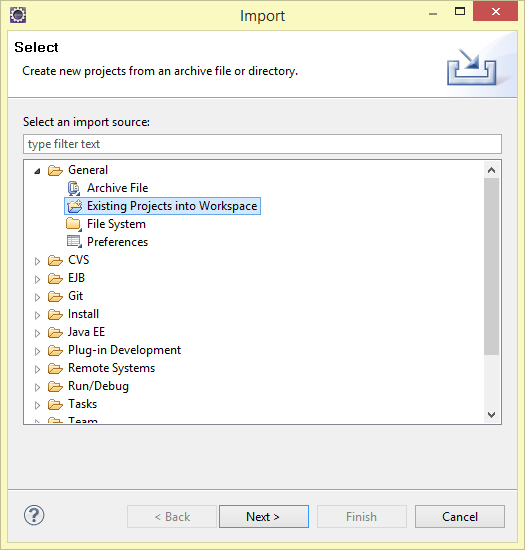 Import
Select
Create new projects from an archive file or directory.
Select an import source:
type filter text
General
Archive File
Existing Projects into Workspace
File System
Preferences
CVS
EJB
Git
Install
Java EE
Plug-in Development
Remote Systems
Run/Debug
Tasks
Team
< Back
Next >
Finish
Cancel